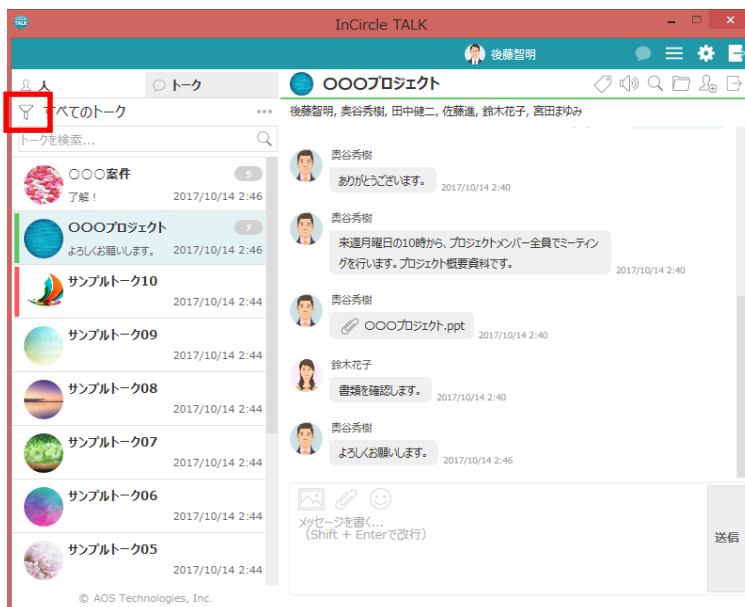 TALK
InCircle TALK
後藤智明
人
トーク
すべてのトーク
トークを検索...
〇〇〇案件
5
了解！
2017/10/14 2:46
〇〇〇プロジェクト
7
よろしくお願いします。
2017/10/14 2:46
サンプルトーク10
2017/10/14 2:44
サンプルトーク09
2017/10/14 2:44
サンプルトーク08
2017/10/14 2:44
サンプルトーク07
2017/10/14 2:44
サンプルトーク06
2017/10/14 2:44
サンプルトーク05
2017/10/14 2:44
© AOS Technologies, Inc.
〇〇〇プロジェクト
後藤智明, 奥谷秀樹, 田中健二, 佐藤進, 鈴木花子, 宮田まゆみ
奥谷秀樹
ありがとうございます。
2017/10/14 2:40
奥谷秀樹
来週月曜日の10時から、プロジェクトメンバー全員でミーティン
グを行います。プロジェクト概要資料です。
2017/10/14 2:40
奥谷秀樹
〇〇〇プロジェクト.ppt
2017/10/14 2:40
鈴木花子
書類を確認します。
2017/10/14 2:40
奥谷秀樹
よろしくお願いします。
2017/10/14 2:46
メッセージを書く...
（Shift + Enterで改行）
送信